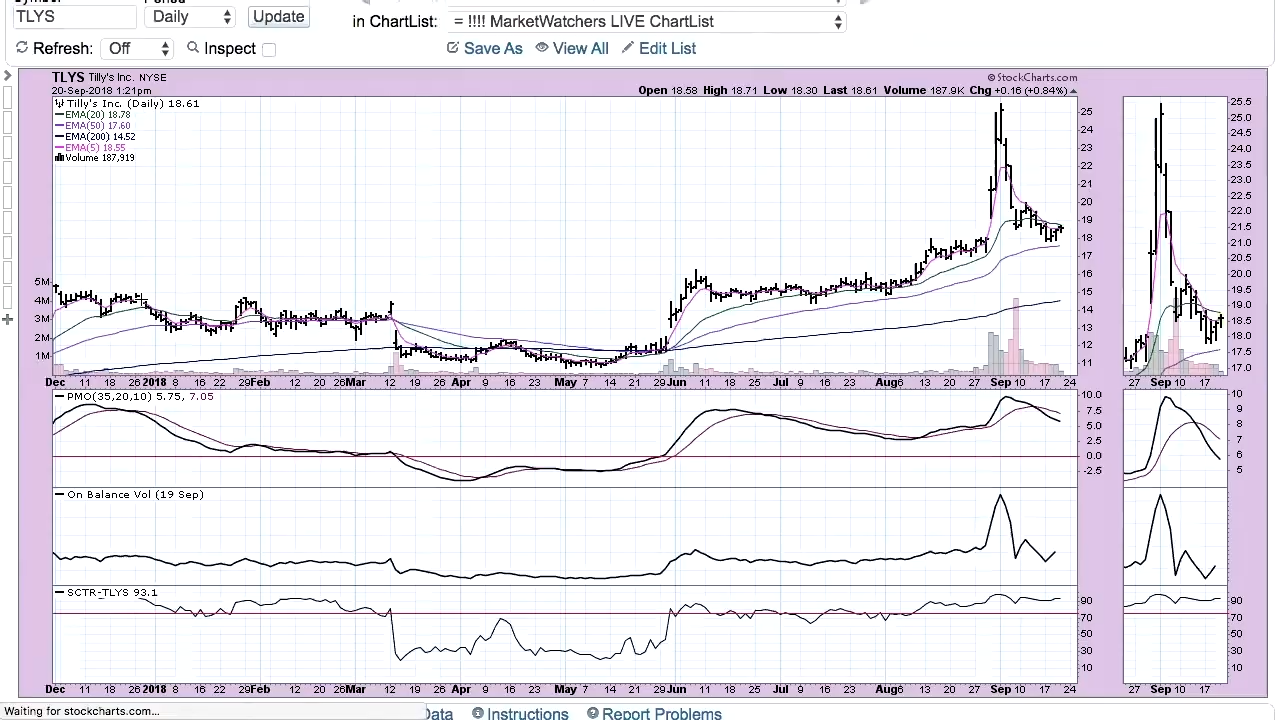 TLYS Daily Update
in ChartList: = !!!! MarketWatchers LIVE ChartList
Refresh: Off Inspect
Save As View All Edit List
TLYS Tilly's Inc. NYSE
© StockCharts.com
20-Sep-2018 1:21pm
Open 18.58 High 18.71 Low 18.30 Last 18.61 Volume 187.9K Chg +0.16 (+0.84%)
Tilly's Inc. (Daily) 18.61
EMA(20) 18.78
EMA(50) 17.60
EMA(200) 14.52
EMA(5) 18.55
Volume 187,919
25
24
23
22
21
20
19
18
17
16
15
14
13
12
11
5M
4M
3M
2M
1M
25.5
25.0
24.5
24.0
23.5
23.0
22.5
22.0
21.5
21.0
20.5
20.0
19.5
19.0
18.5
18.0
17.5
17.0
Dec 11 18 26 2018 8 16 22 Feb 12 20 26 Mar 12 19 26 Apr 9 16 23 May 7 14 21 29 Jun 11 18 25 Jul 9 16 23 Aug 6 13 20 27 Sep 10 17 24
27 Sep 10 17
PMO(35,20,10) 5.75, 7.05
10.0
7.5
5.0
2.5
0.0
-2.5
10
9
8
7
6
5
On Balance Vol (19 Sep)
SCTR-TLYS 93.1
90
70
50
30
10
90
70
50
30
10
Dec 11 18 26 2018 8 16 22 Feb 12 20 26 Mar 12 19 26 Apr 9 16 23 May 7 14 21 29 Jun 11 18 25 Jul 9 16 23 Aug 6 13 20 27 Sep 10 17 24
27 Sep 10 17
Waiting for stockcharts.com...
Data Instructions Report Problems